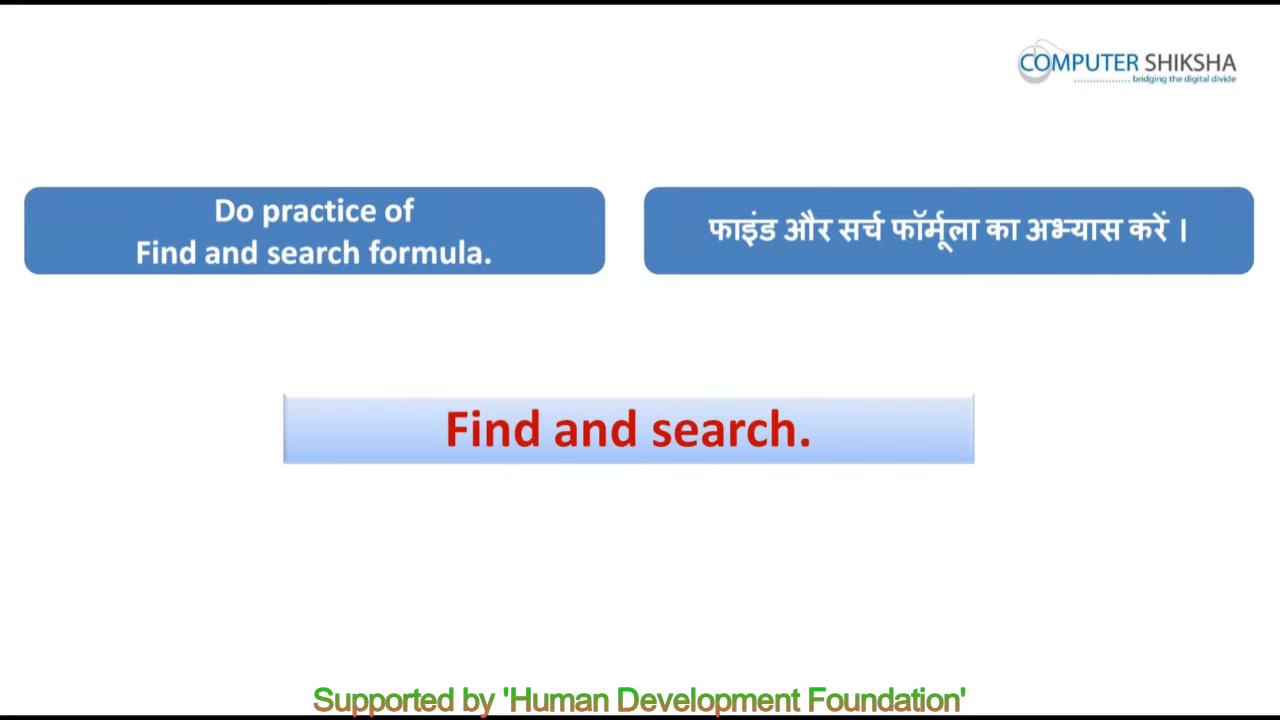 COMPUTER SHIKSHA
.................. bridging the digital divide
Do practice of
Find and search formula.
फाइंड और सर्च फॉर्मूला का अभ्यास करें ।
Find and search.
Supported by 'Human Development Foundation'